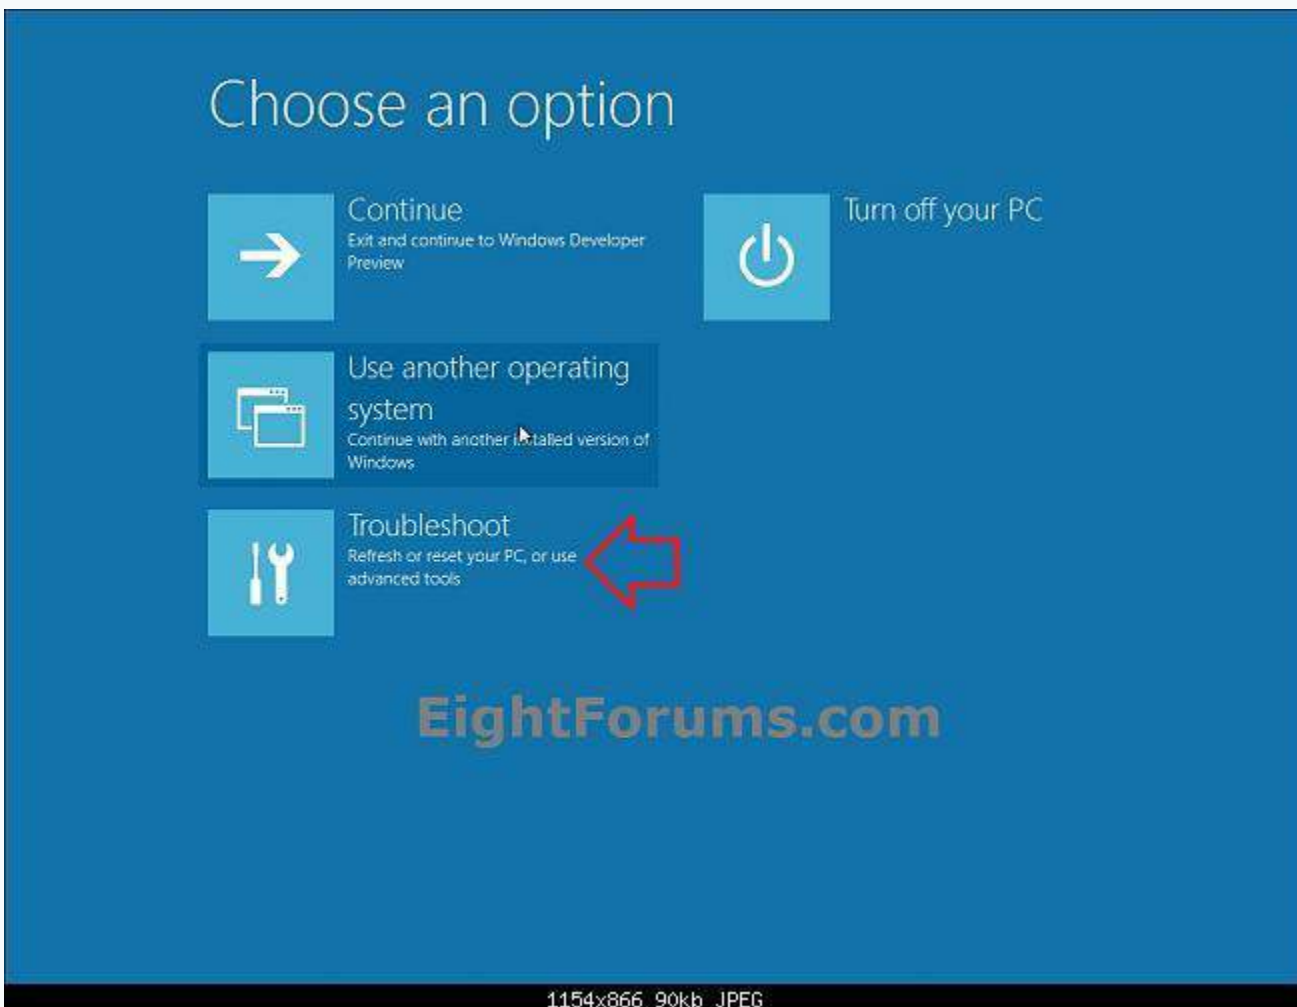 Choose an option
Continue
Exit and continue to Windows Developer
Preview
Turn off your PC
Use another operating
system
Continue with another installed version of
Windows
Troubleshoot
Refresh or reset your PC, or use
advanced tools
EightForums.com
1154x866 90kb JPEG